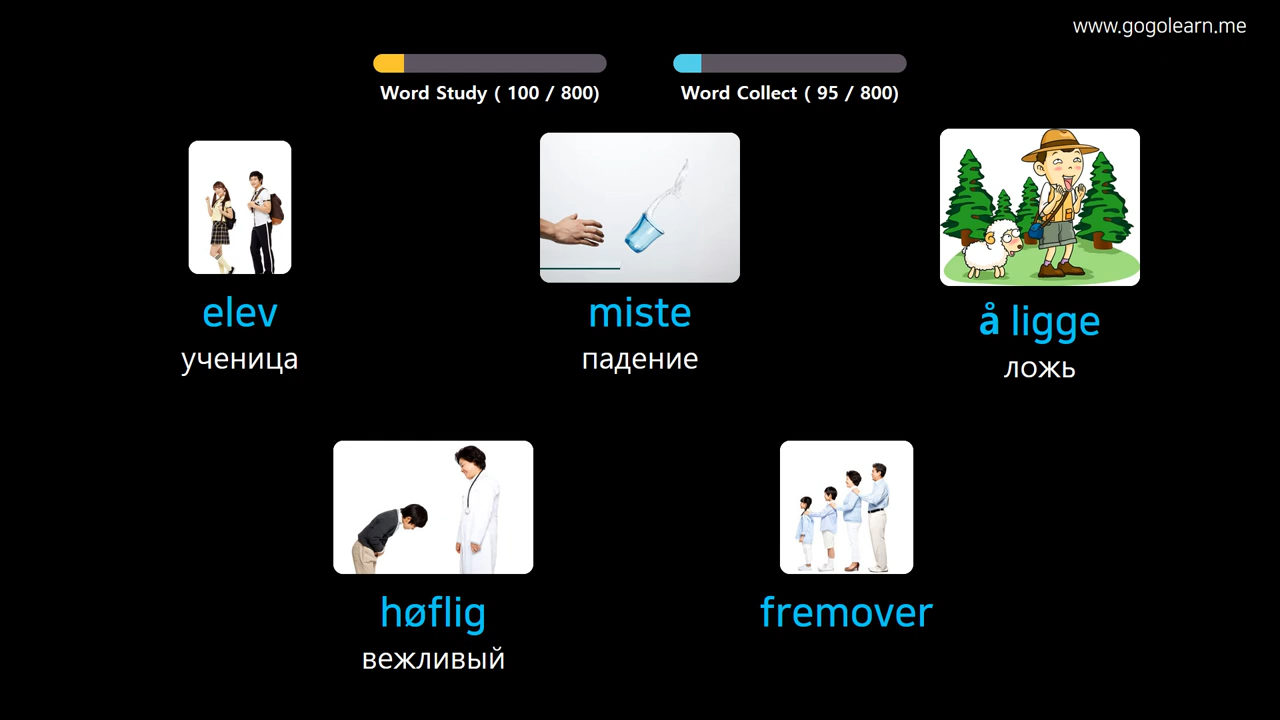 www.gogolearn.me
Word Study ( 100 / 800)
Word Collect ( 95 / 800)
elev
ученица
miste
падение
å ligge
ложь
høflig
вежливый
fremover